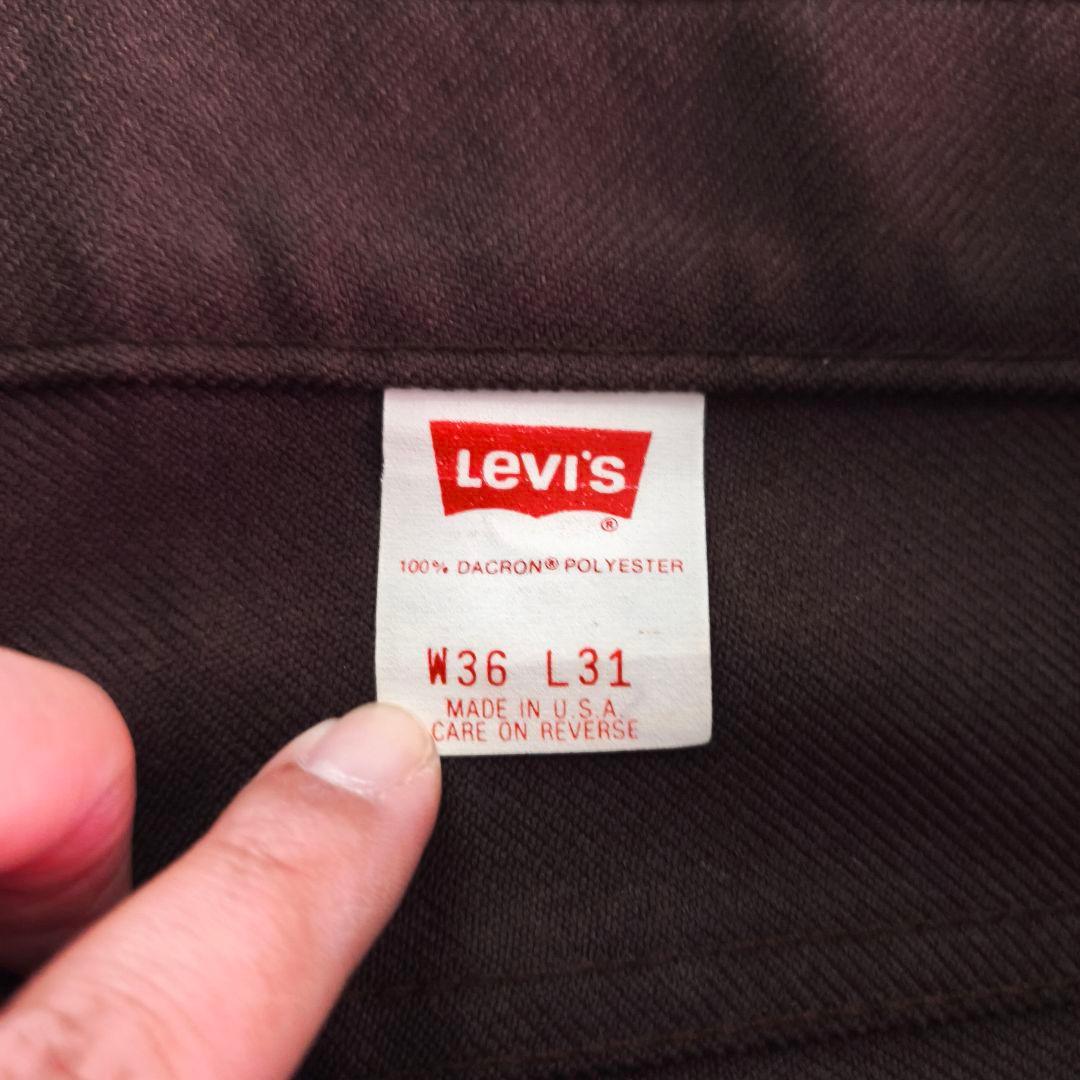 LEVI'S
®
100% DACRON® POLYESTER
W36 L31
MADE IN U.S.A.
CARE ON REVERSE